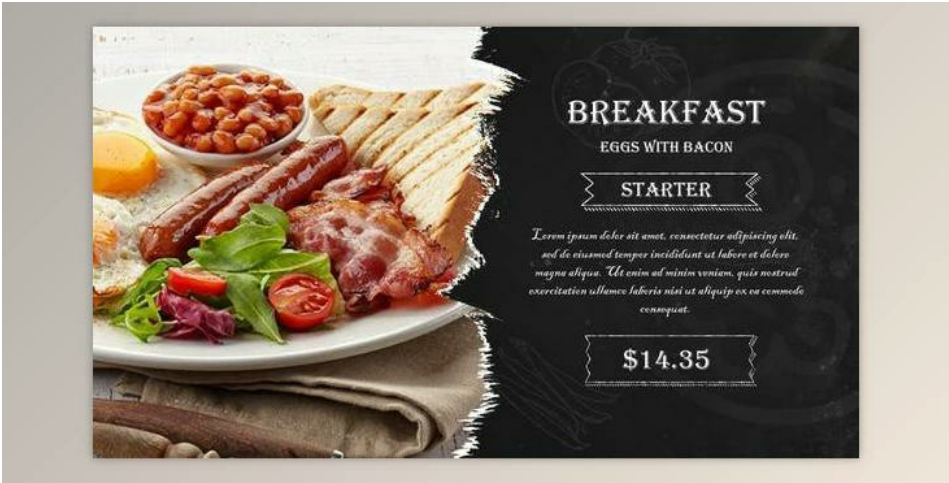 BREAKFAST
EGGS WITH BACON
STARTER
Lorem ipsum dolor sit amet, consectetur adipiscing elit,
sed do eiusmod temper incididunt ut labore et dolore
magna aliqua. Ut enim ad minim veniam, quis nostrud
exercitation ullamco laboris nisi ut aliquip ex ea commodo
consequat.
$14.35